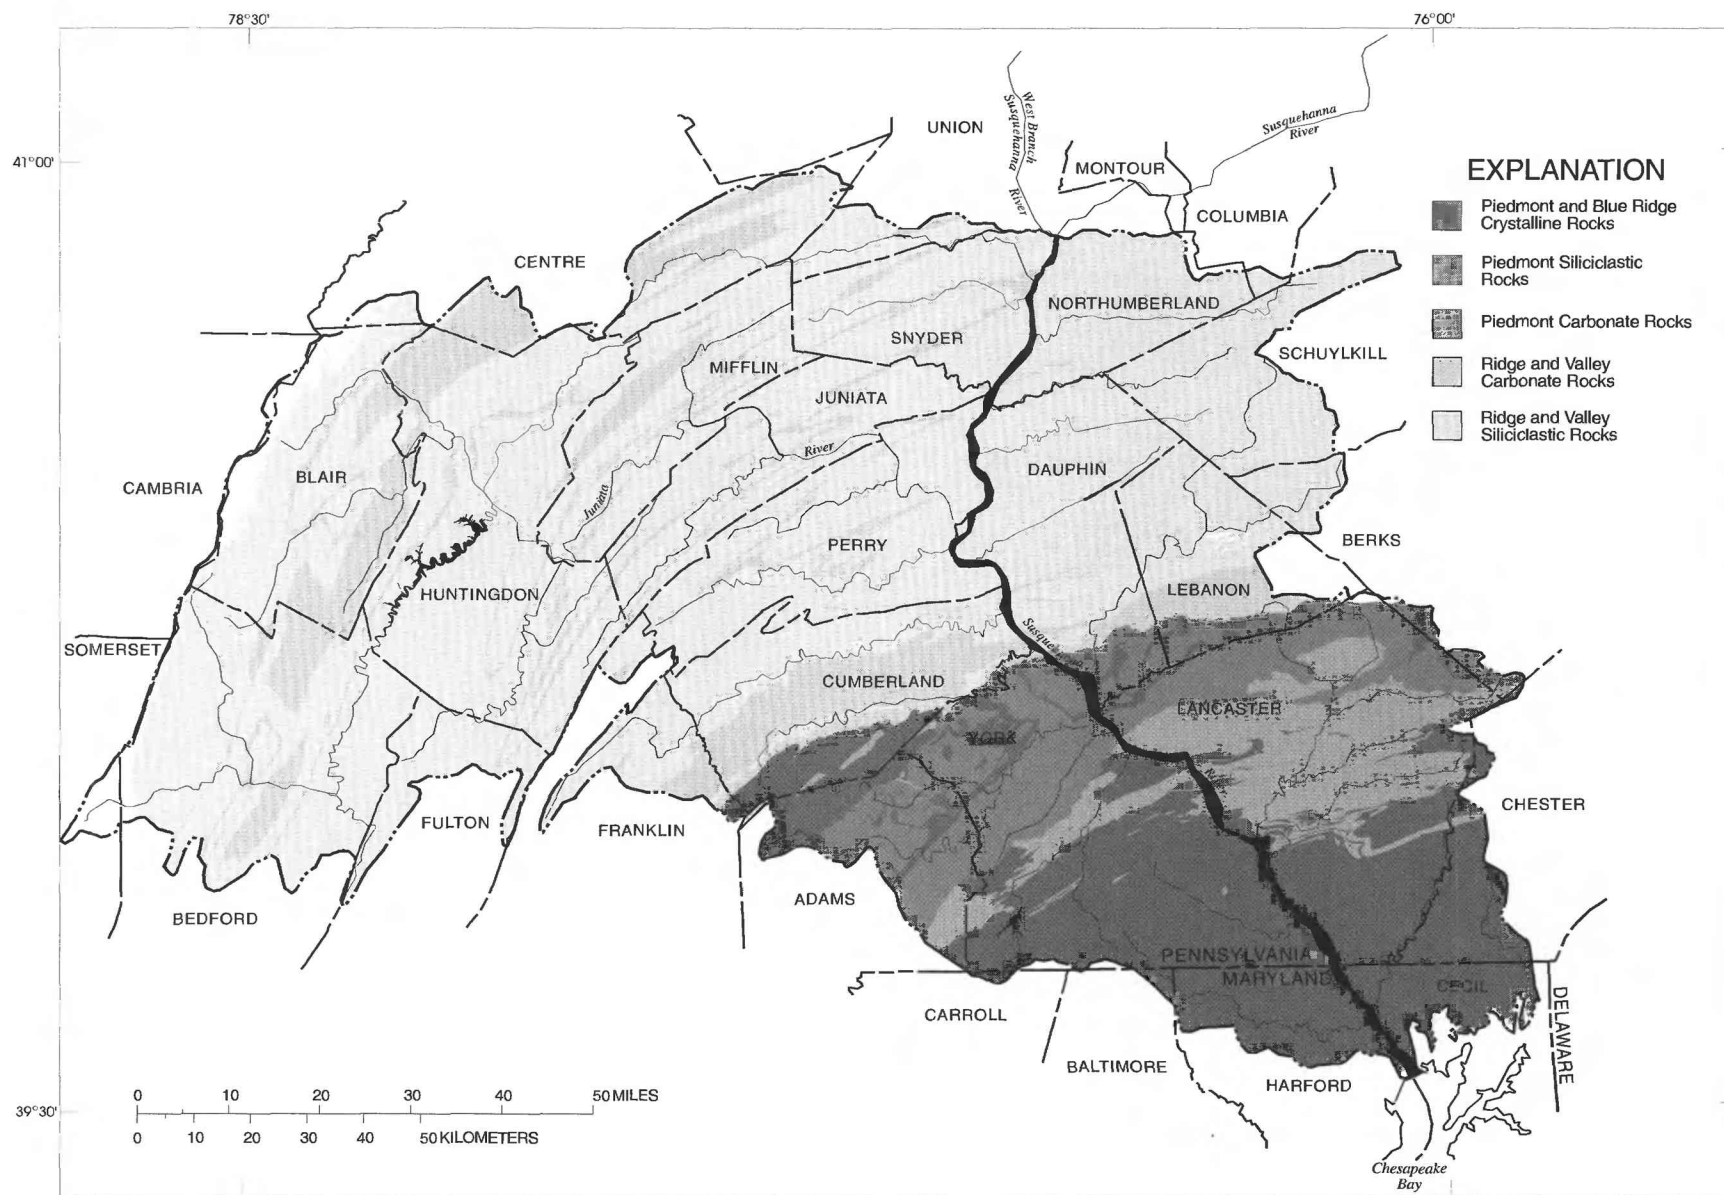 78°30'
76°00'
41°00'
39°30'
UNION
West Branch
Susquehanna
River
Susquehanna
River
MONTOUR
COLUMBIA
CENTRE
NORTHUMBERLAND
SNYDER
SCHUYLKILL
MIFFLIN
JUNIATA
River
Juniata
DAUPHIN
BLAIR
CAMBRIA
PERRY
BERKS
HUNTINGDON
LEBANON
SOMERSET
CUMBERLAND
LANCASTER
YORK
CHESTER
FULTON
FRANKLIN
ADAMS
BEDFORD
PENNSYLVANIA
MARYLAND
CECIL
CARROLL
BALTIMORE
HARFORD
DELAWARE
Chesapeake
Bay
EXPLANATION
Piedmont and Blue Ridge
Crystalline Rocks
Piedmont Siliciclastic
Rocks
Piedmont Carbonate Rocks
Ridge and Valley
Carbonate Rocks
Ridge and Valley
Siliciclastic Rocks
0 10 20 30 40 50 MILES
0 10 20 30 40 50 KILOMETERS